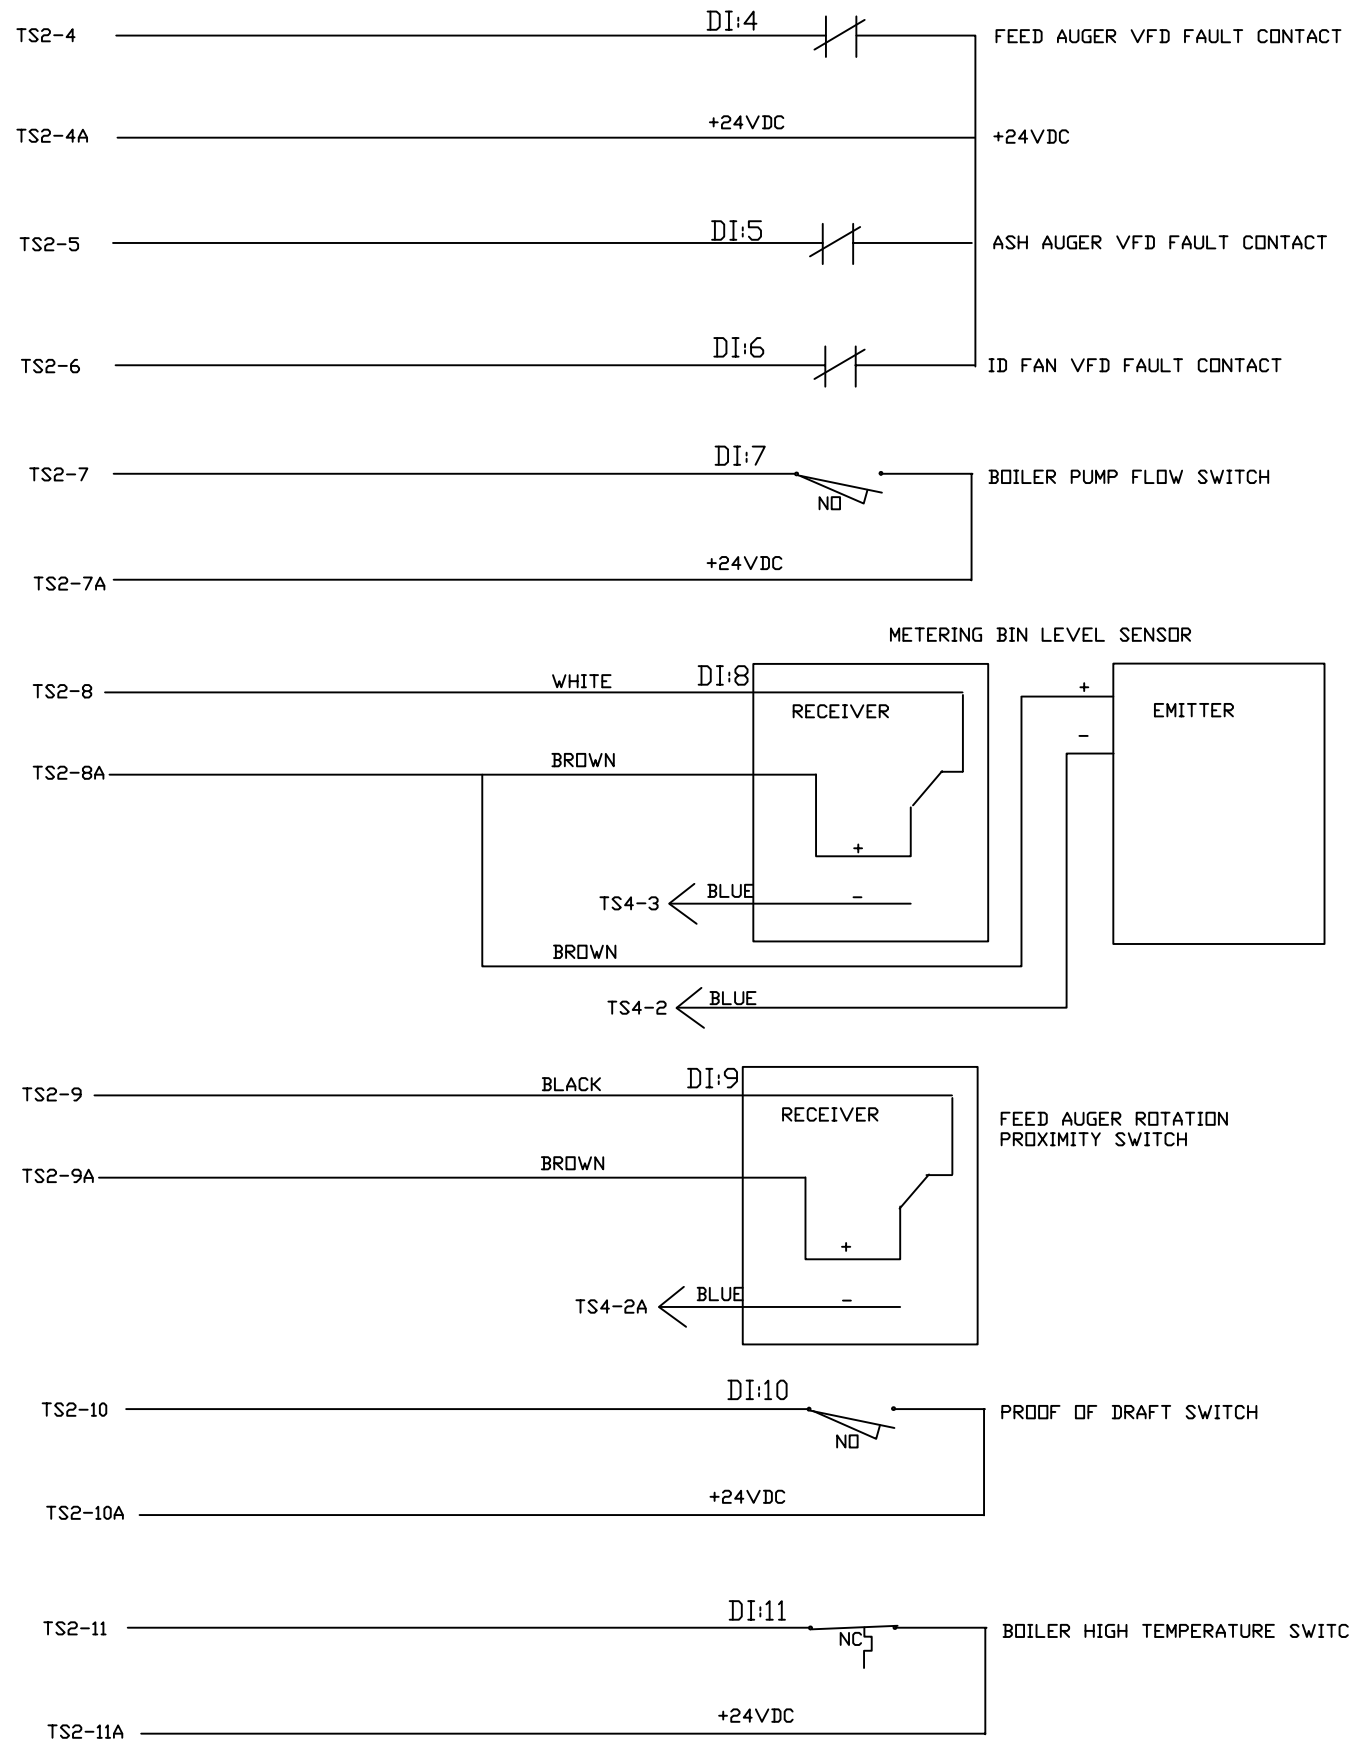 DI:4
TS2-4
FEED AUGER VFD FAULT CONTACT
+24VDC
TS2-4A
+24VDC
DI:5
TS2-5
ASH AUGER VFD FAULT CONTACT
DI:6
TS2-6
ID FAN VFD FAULT CONTACT
DI:7
TS2-7
BOILER PUMP FLOW SWITCH
NO
+24VDC
TS2-7A
METERING BIN LEVEL SENSOR
TS2-8
WHITE
DI:8
+
RECEIVER
EMITTER
-
BROWN
TS2-8A
+
BLUE
-
TS4-3
BROWN
BLUE
TS4-2
TS2-9
BLACK
DI:9
RECEIVER
FEED AUGER ROTATION
PROXIMITY SWITCH
BROWN
TS2-9A
+
BLUE
-
TS4-2A
DI:10
TS2-10
PROOF OF DRAFT SWITCH
NO
+24VDC
TS2-10A
DI:11
TS2-11
BOILER HIGH TEMPERATURE SWITC
NC
+24VDC
TS2-11A